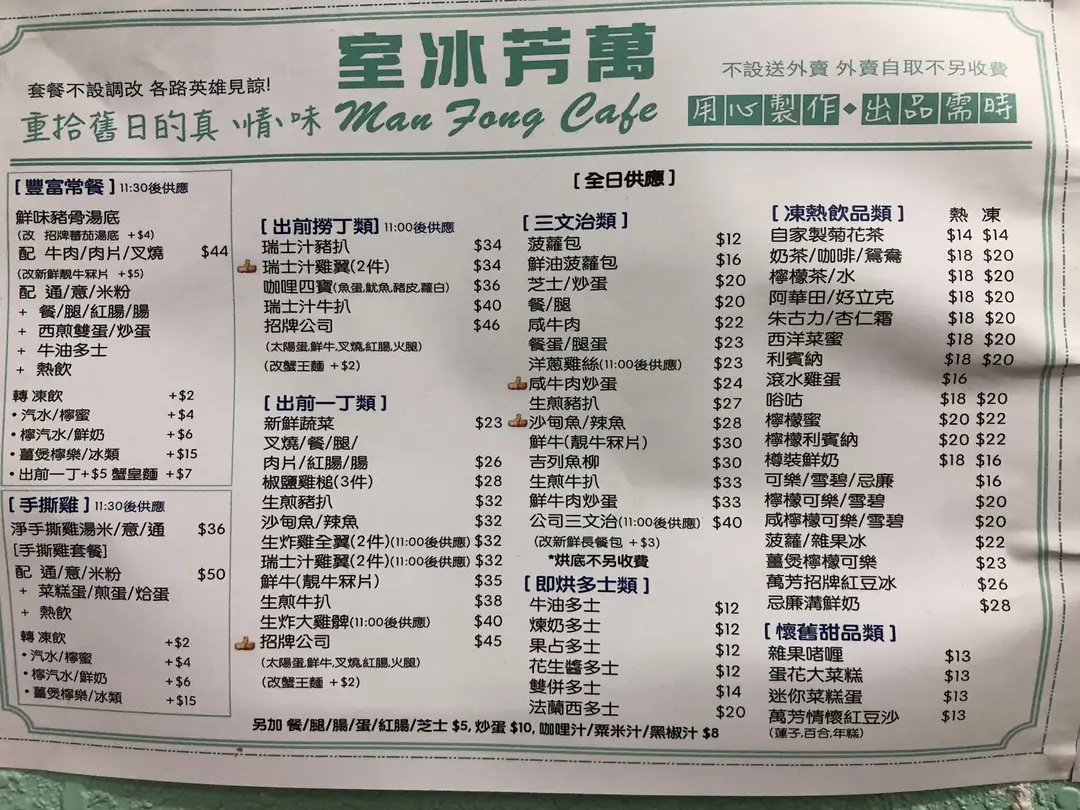 室冰芳萬
Man Fong Cafe
套餐不設調改 各路英雄見諒!
重拾舊日的真情味
不設送外賣 外賣自取不另收費
用心製作◆出品需時
[全日供應]
[豐富常餐] 11:30後供應
鮮味豬骨湯底
(改 招牌蕃茄湯底 +$4)
配 牛肉/肉片/叉燒 $44
(改新鮮靚牛冧片 +$5)
配 通/意/米粉
+ 餐/腿/紅腸/腸
+ 西煎雙蛋/炒蛋
+ 牛油多士
+ 熱飲
轉 凍飲 +$2
•汽水/檸蜜 +$4
•檸汽水/鮮奶 +$6
•薑煲檸樂/冰類 +$15
•出前一丁+$5 蟹皇麵 +$7
[手撕雞] 11:30後供應
淨手撕雞湯米/意/通 $36
[手撕雞套餐]
配 通/意/米粉 $50
+ 菜糕蛋/煎蛋/烚蛋
+ 熱飲
轉 凍飲 +$2
•汽水/檸蜜 +$4
•檸汽水/鮮奶 +$6
•薑煲檸樂/冰類 +$15
[出前撈丁類] 11:00後供應
瑞士汁豬扒 $34
瑞士汁雞翼(2件) $34
咖哩四寶(魚蛋,魷魚,豬皮,蘿白) $36
瑞士汁牛扒 $40
招牌公司 $46
(太陽蛋,鮮牛,叉燒,紅腸,火腿)
(改蟹王麵 +$2)
[出前一丁類]
新鮮蔬菜 $23
叉燒/餐/腿/
肉片/紅腸/腸 $26
椒鹽雞槌(3件) $28
生煎豬扒 $32
沙甸魚/辣魚 $32
生炸雞全翼(2件)(11:00後供應) $32
瑞士汁雞翼(2件)(11:00後供應) $32
鮮牛(靚牛冧片) $35
生煎牛扒 $38
生炸大雞髀(11:00後供應) $40
招牌公司 $45
(太陽蛋,鮮牛,叉燒,紅腸,火腿)
(改蟹王麵 +$2)
[三文治類]
菠蘿包 $12
鮮油菠蘿包 $16
芝士/炒蛋 $20
餐/腿 $20
咸牛肉 $22
餐蛋/腿蛋 $23
洋蔥雞絲(11:00後供應) $23
咸牛肉炒蛋 $24
生煎豬扒 $27
沙甸魚/辣魚 $28
鮮牛(靚牛冧片) $30
吉列魚柳 $30
生煎牛扒 $33
鮮牛肉炒蛋 $33
公司三文治(11:00後供應) $40
(改新鮮長餐包 +$3)
*烘底不另收費
[即烘多士類]
牛油多士 $12
煉奶多士 $12
果占多士 $12
花生醬多士 $12
雙併多士 $14
法蘭西多士 $20
[凍熱飲品類] 熱 凍
自家製菊花茶 $14 $14
奶茶/咖啡/鴛鴦 $18 $20
檸檬茶/水 $18 $20
阿華田/好立克 $18 $20
朱古力/杏仁霜 $18 $20
西洋菜蜜 $18 $20
利賓納 $18 $20
滾水雞蛋 $16
唂咕 $18 $20
檸檬蜜 $20 $22
檸檬利賓納 $20 $22
樽裝鮮奶 $18 $16
可樂/雪碧/忌廉 $16
檸檬可樂/雪碧 $20
咸檸檬可樂/雪碧 $20
菠蘿/雜果冰 $22
薑煲檸檬可樂 $23
萬芳招牌紅豆冰 $26
忌廉溝鮮奶 $28
[懷舊甜品類]
雜果啫喱 $13
蛋花大菜糕 $13
迷你菜糕蛋 $13
萬芳情懷紅豆沙 $13
(蓮子,百合,年糕)
另加 餐/腿/腸/蛋/紅腸/芝士 $5, 炒蛋 $10, 咖哩汁/粟米汁/黑椒汁 $8